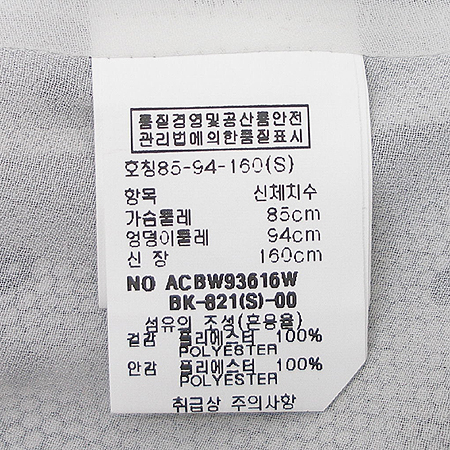 품질경영및공산품안전
관리법에의한품질표시
호칭85-94-160(S)
항목 신체치수
가슴둘레 85cm
엉덩이둘레 94cm
신 장 160cm
NO ACBW93616W
BK-821(S)-00
섬유의 조성(혼용율)
겉감 폴리에스터 100%
POLYESTER
안감 폴리에스터 100%
POLYESTER
취급상 주의사항